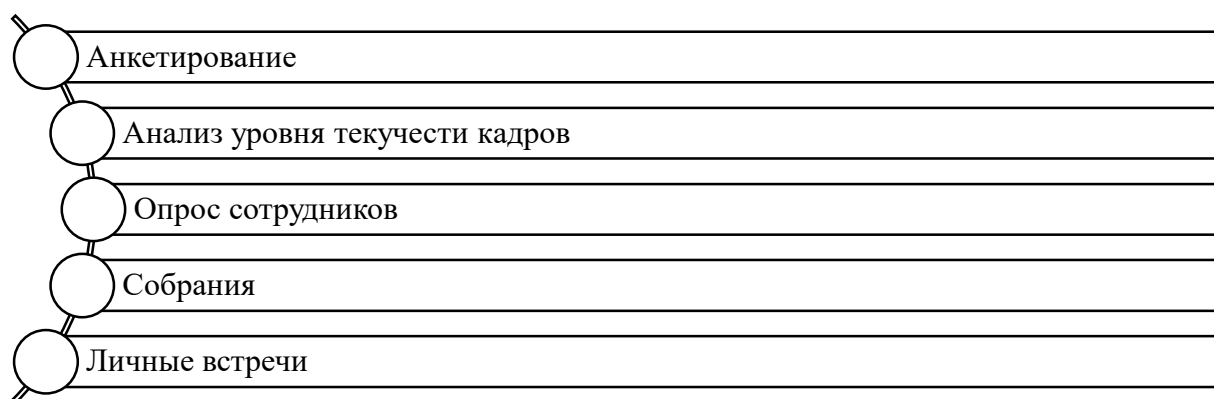 Анкетирование
Анализ уровня текучести кадров
Опрос сотрудников
Собрания
Личные встречи